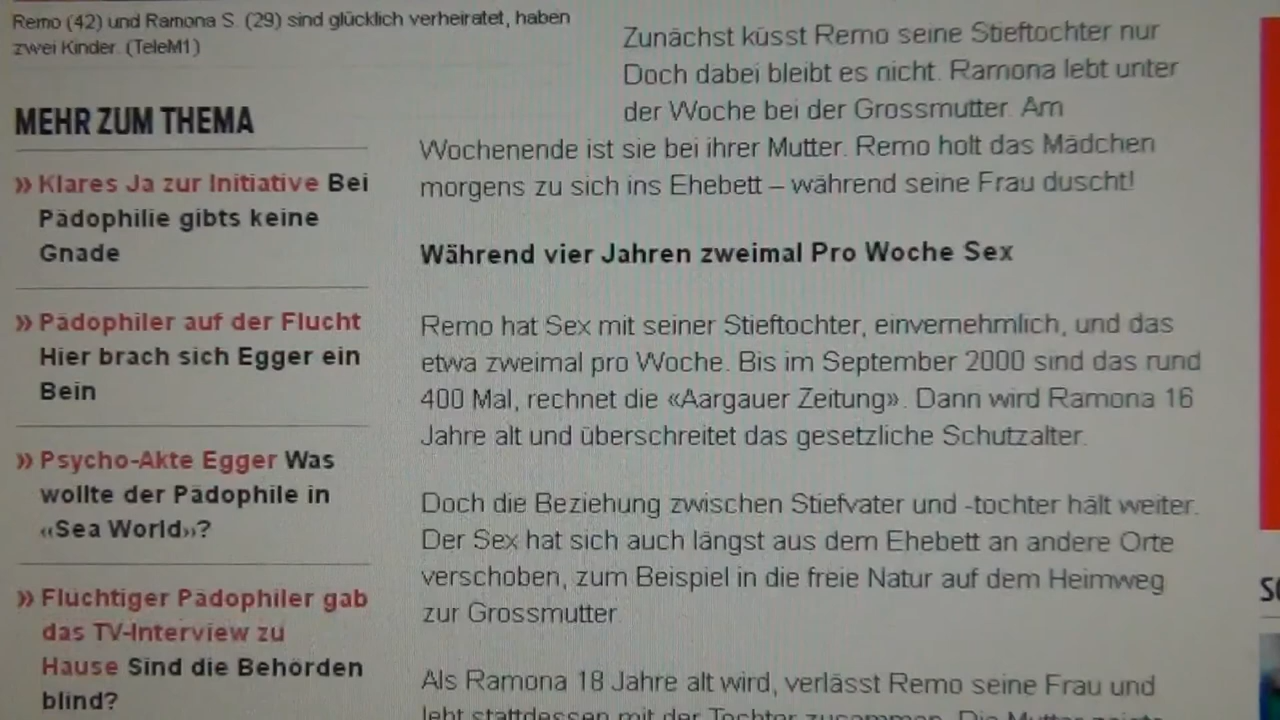 Remo (42) und Ramona S. (29) sind glücklich verheiratet, haben
zwei Kinder. (TeleM1)
MEHR ZUM THEMA
» Klares Ja zur Initiative Bei
Pädophilie gibts keine
Gnade
» Pädophiler auf der Flucht
Hier brach sich Egger ein
Bein
» Psycho-Akte Egger Was
wollte der Pädophile in
«Sea World»?
» Flüchtiger Pädophiler gab
das TV-Interview zu
Hause Sind die Behörden
blind?
Zunächst küsst Remo seine Stieftochter nur
Doch dabei bleibt es nicht. Ramona lebt unter
der Woche bei der Grossmutter. Am
Wochenende ist sie bei ihrer Mutter. Remo holt das Mädchen
morgens zu sich ins Ehebett – während seine Frau duscht!
Während vier Jahren zweimal Pro Woche Sex
Remo hat Sex mit seiner Stieftochter, einvernehmlich, und das
etwa zweimal pro Woche. Bis im September 2000 sind das rund
400 Mal, rechnet die «Aargauer Zeitung». Dann wird Ramona 16
Jahre alt und überschreitet das gesetzliche Schutzalter.
Doch die Beziehung zwischen Stiefvater und -tochter hält weiter.
Der Sex hat sich auch längst aus dem Ehebett an andere Orte
verschoben, zum Beispiel in die freie Natur auf dem Heimweg
zur Grossmutter.
Als Ramona 18 Jahre alt wird, verlässt Remo seine Frau und
lebt stattdessen mit der Tochter zusammen. Die Mutter